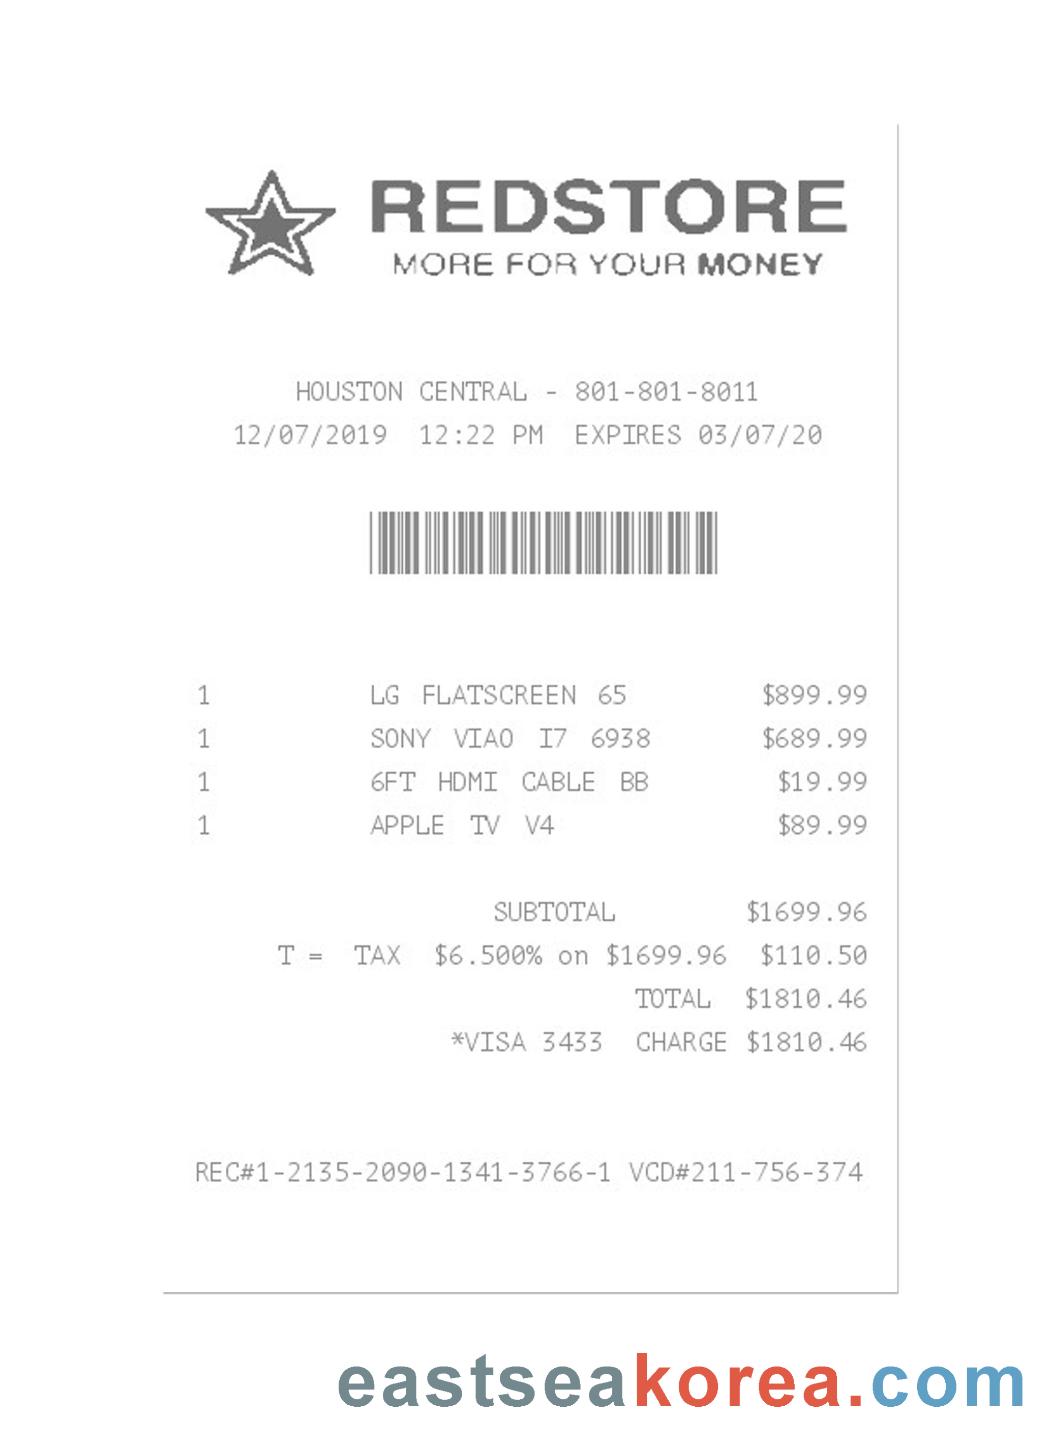 REDSTORE
MORE FOR YOUR MONEY
HOUSTON CENTRAL - 801-801-8011
12/07/2019 12:22 PM EXPIRES 03/07/20
1 LG FLATSCREEN 65 $899.99
1 SONY VIAO I7 6938 $689.99
1 6FT HDMI CABLE BB $19.99
1 APPLE TV V4 $89.99
SUBTOTAL $1699.96
T = TAX $6.500% on $1699.96 $110.50
TOTAL $1810.46
*VISA 3433 CHARGE $1810.46
REC#1-2135-2090-1341-3766-1 VCD#211-756-374
eastseakorea.com